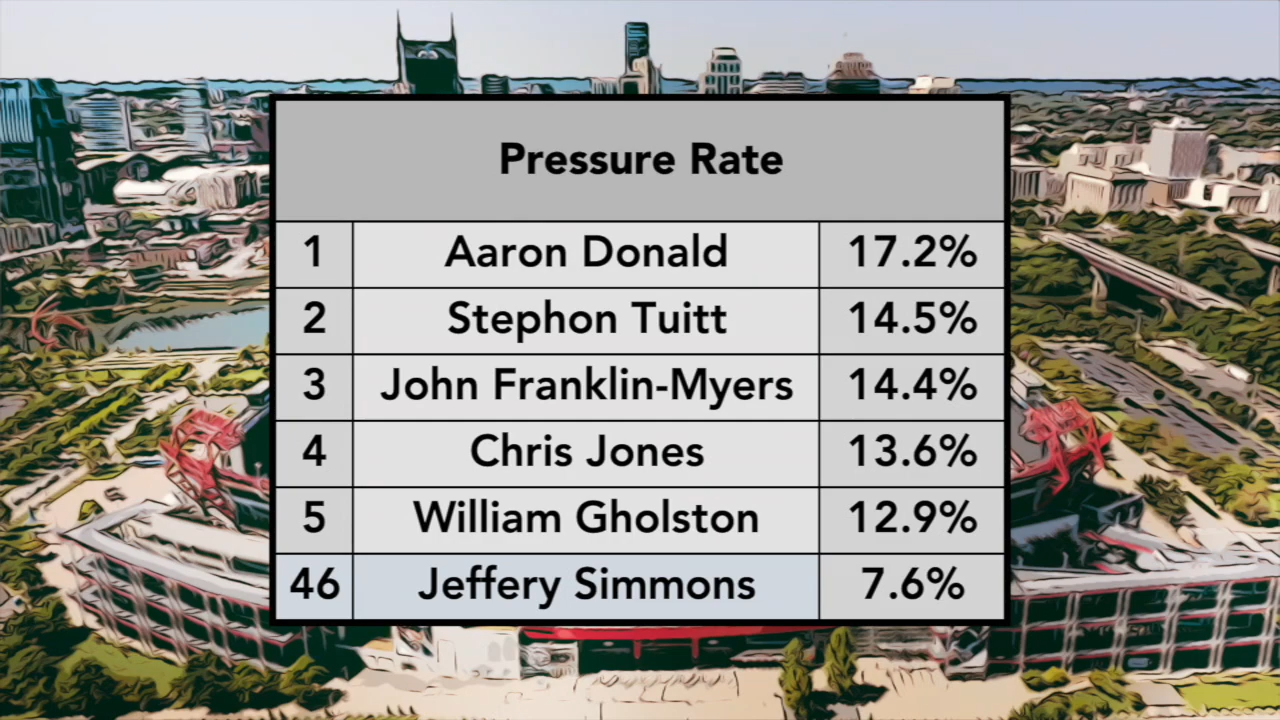 Pressure Rate
1 Aaron Donald 17.2%
2 Stephon Tuitt 14.5%
3 John Franklin-Myers 14.4%
4 Chris Jones 13.6%
5 William Gholston 12.9%
46 Jeffery Simmons 7.6%